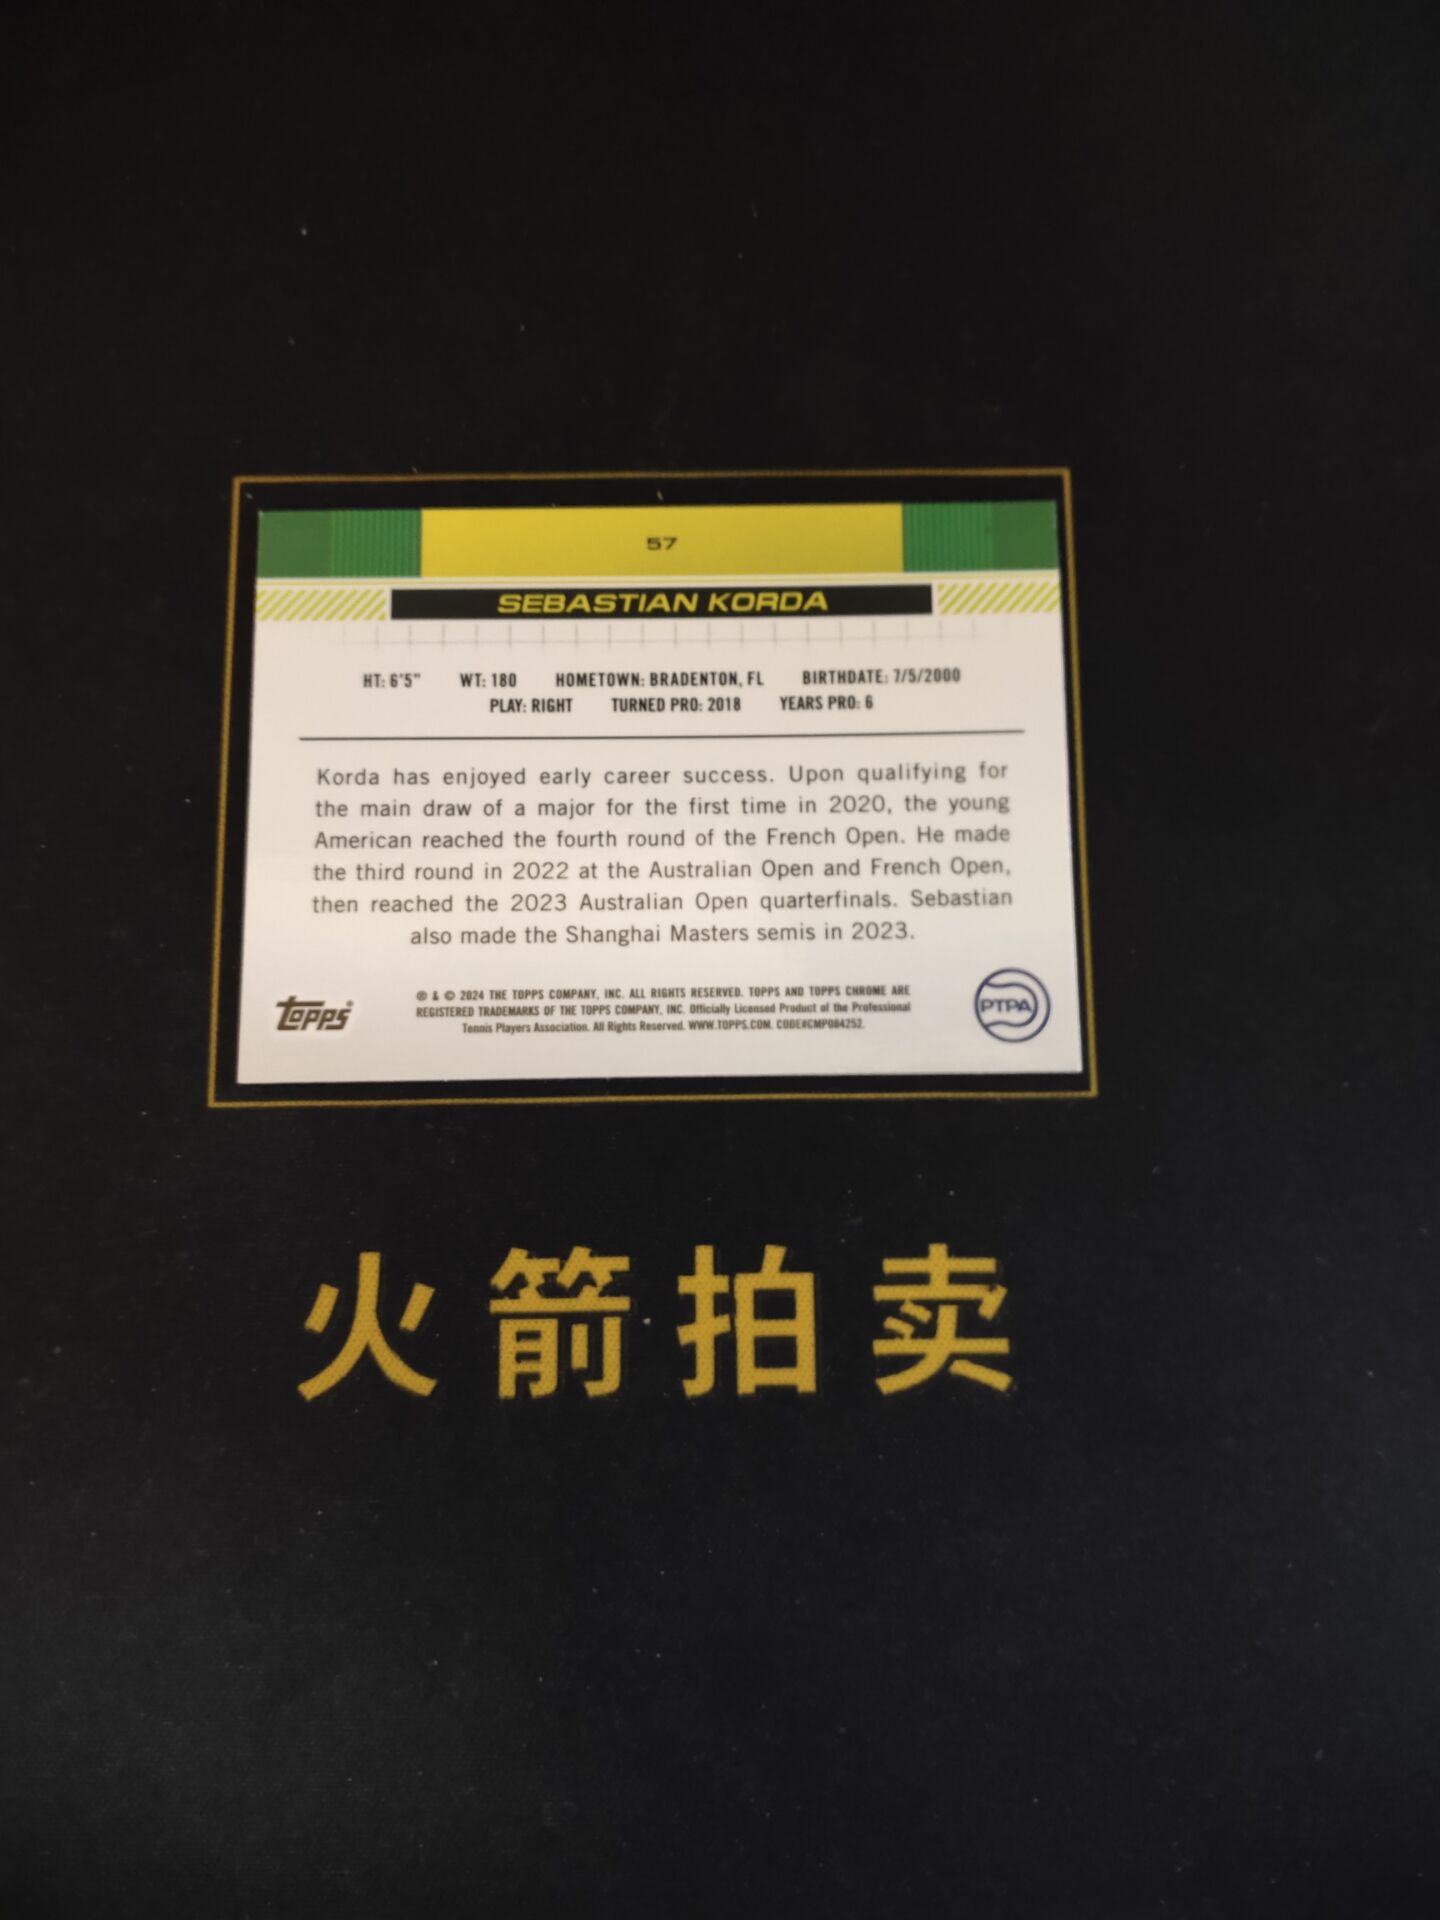 57
SEBASTIAN KORDA
HT: 6'5" WT: 180 HOMETOWN: BRADENTON, FL BIRTHDATE: 7/5/2000
PLAY: RIGHT TURNED PRO: 2018 YEARS PRO: 6
Korda has enjoyed early career success. Upon qualifying for
the main draw of a major for the first time in 2020, the young
American reached the fourth round of the French Open. He made
the third round in 2022 at the Australian Open and French Open,
then reached the 2023 Australian Open quarterfinals. Sebastian
also made the Shanghai Masters semis in 2023.
topps®
® & © 2024 THE TOPPS COMPANY, INC. ALL RIGHTS RESERVED. TOPPS AND TOPPS CHROME ARE
REGISTERED TRADEMARKS OF THE TOPPS COMPANY, INC. Officially Licensed Product of the Professional
Tennis Players Association. All Rights Reserved. WWW.TOPPS.COM. CODE#CMP084252.
PTPA
火箭拍卖